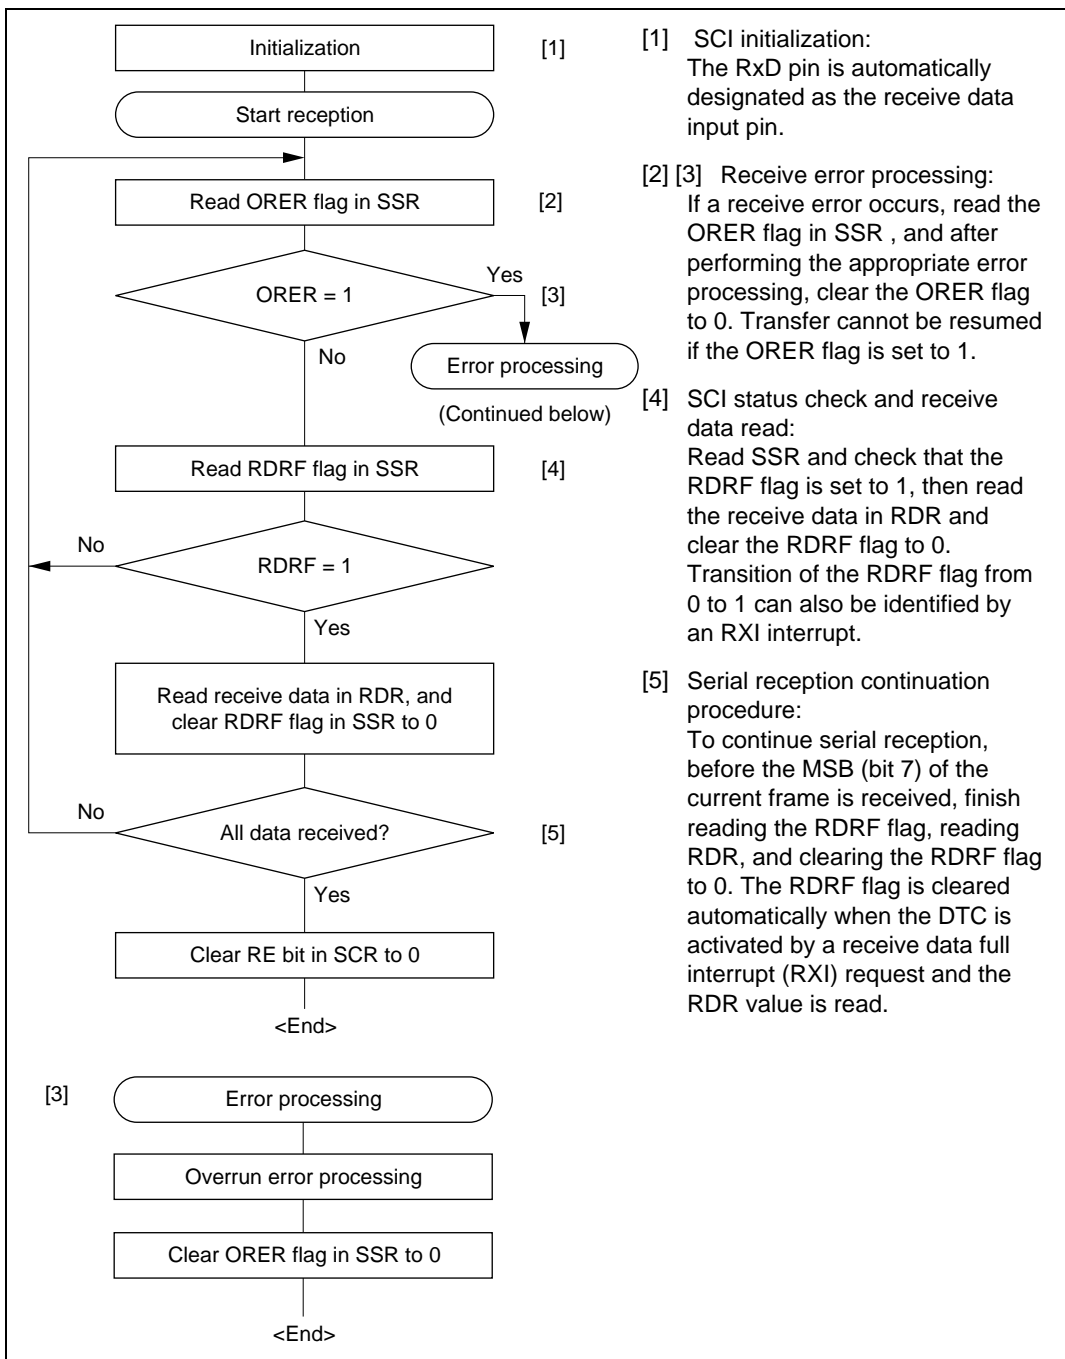 Initialization
[1]
Start reception
Read ORER flag in SSR
[2]
Yes
ORER = 1
[3]
No
Error processing
(Continued below)
Read RDRF flag in SSR
[4]
No
RDRF = 1
Yes
Read receive data in RDR, and
clear RDRF flag in SSR to 0
No
All data received?
[5]
Yes
Clear RE bit in SCR to 0
<End>
[3]
Error processing
Overrun error processing
Clear ORER flag in SSR to 0
<End>
[1] SCI initialization:
The RxD pin is automatically
designated as the receive data
input pin.
[2] [3] Receive error processing:
If a receive error occurs, read the
ORER flag in SSR , and after
performing the appropriate error
processing, clear the ORER flag
to 0. Transfer cannot be resumed
if the ORER flag is set to 1.
[4] SCI status check and receive
data read:
Read SSR and check that the
RDRF flag is set to 1, then read
the receive data in RDR and
clear the RDRF flag to 0.
Transition of the RDRF flag from
0 to 1 can also be identified by
an RXI interrupt.
[5] Serial reception continuation
procedure:
To continue serial reception,
before the MSB (bit 7) of the
current frame is received, finish
reading the RDRF flag, reading
RDR, and clearing the RDRF flag
to 0. The RDRF flag is cleared
automatically when the DTC is
activated by a receive data full
interrupt (RXI) request and the
RDR value is read.